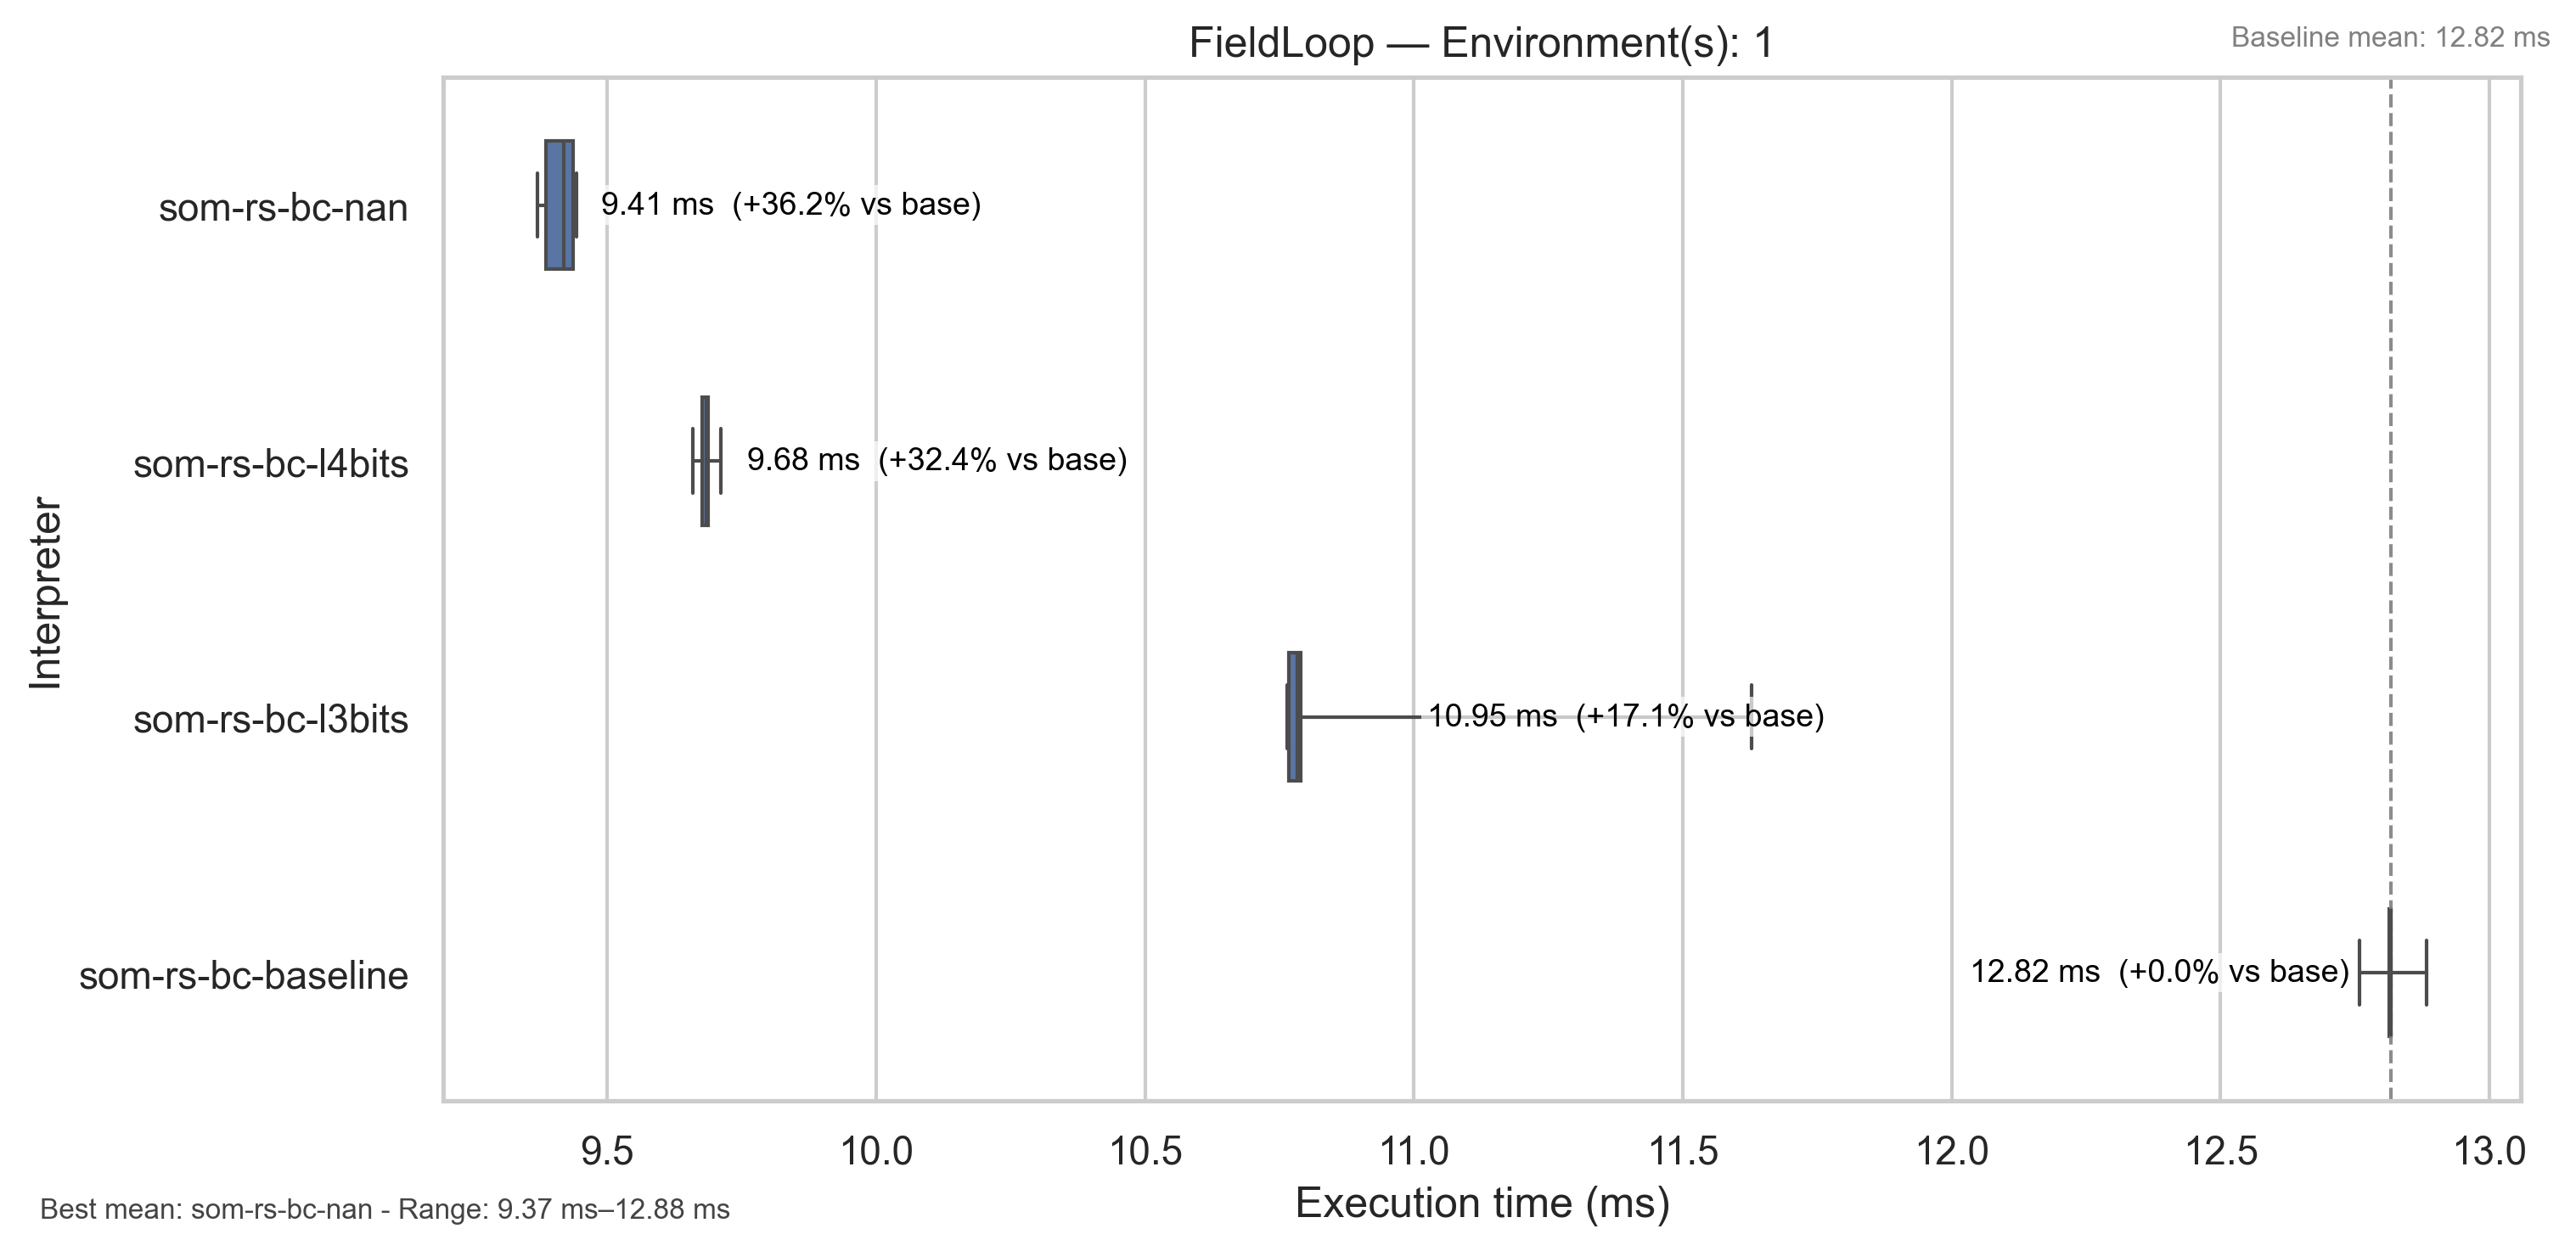 FieldLoop — Environment(s): 1
Baseline mean: 12.82 ms
som-rs-bc-nan
9.41 ms (+36.2% vs base)
som-rs-bc-l4bits
9.68 ms (+32.4% vs base)
Interpreter
som-rs-bc-l3bits
10.95 ms (+17.1% vs base)
som-rs-bc-baseline
12.82 ms (+0.0% vs base)
9.5 10.0 10.5 11.0 11.5 12.0 12.5 13.0
Execution time (ms)
Best mean: som-rs-bc-nan - Range: 9.37 ms–12.88 ms